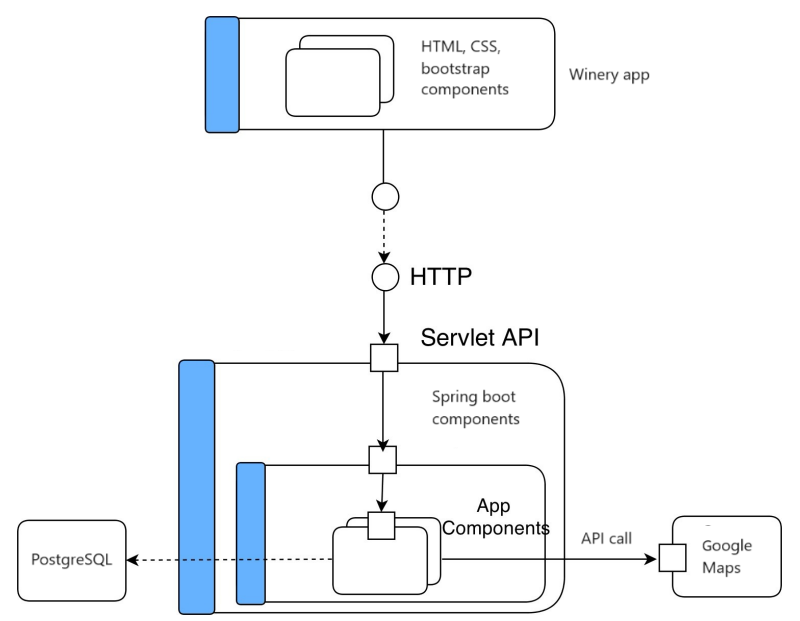 HTML, CSS,
bootstrap
components
Winery app
HTTP
Servlet API
Spring boot
components
App
Components
PostgreSQL
API call
Google
Maps